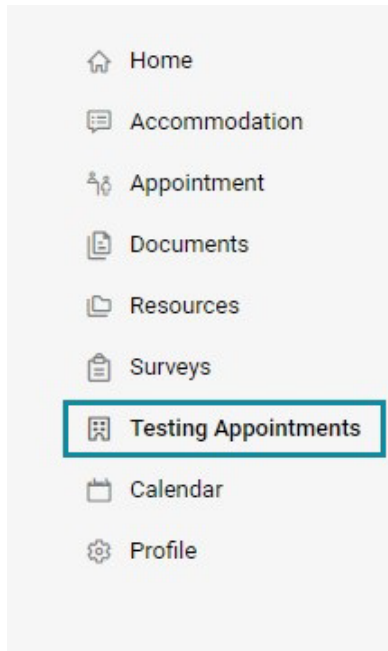 Home
Accommodation
Appointment
Documents
Resources
Surveys
Testing Appointments
Calendar
Profile